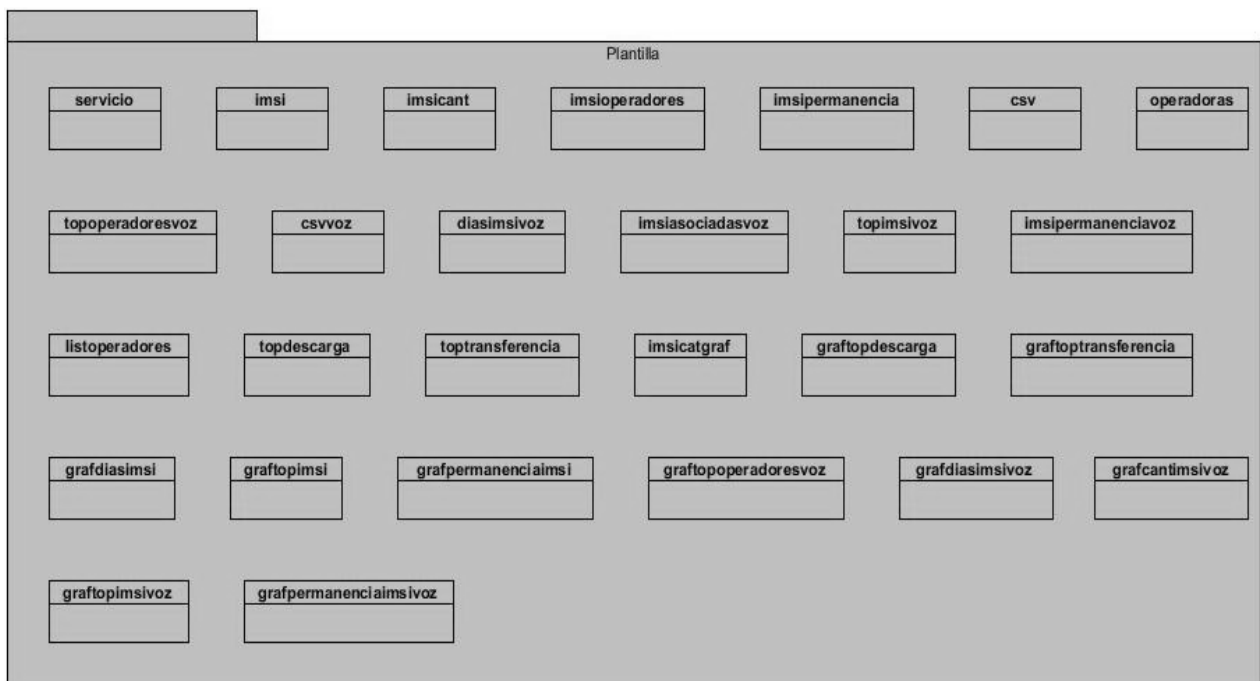 Plantilla
servicio imsi imsicant imsioperadores imsipermanencia csv operadoras
topoperadoresvoz csvvoz diasimsivoz imsiasociadasvoz topimsivoz imsipermanenciavoz
listoperadores topdescarga toptransferencia imsicatgraf graftopdescarga graftoptransferencia
grafdiasimsi graftopimsi grafpermanenciaimsi graftopoperadoresvoz grafdiasimsivoz grafcantimsivoz
graftopimsivoz grafpermanenciaimsivoz